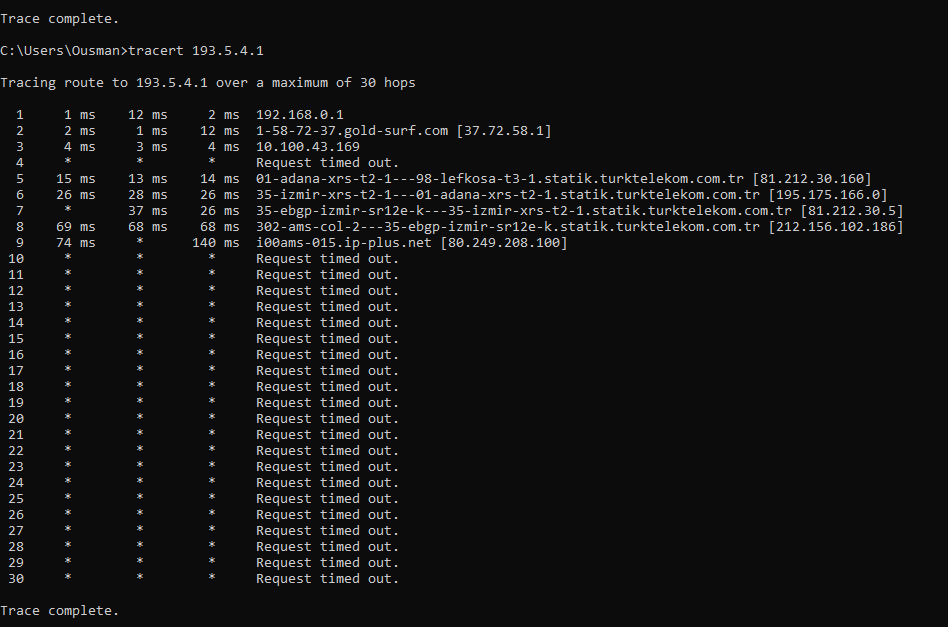 Trace complete.
C:\Users\Ousman>tracert 193.5.4.1
Tracing route to 193.5.4.1 over a maximum of 30 hops
1 1 ms 12 ms 2 ms 192.168.0.1
2 2 ms 1 ms 12 ms 1-58-72-37.gold-surf.com [37.72.58.1]
3 4 ms 3 ms 4 ms 10.100.43.169
4 * * * Request timed out.
5 15 ms 13 ms 14 ms 01-adana-xrs-t2-1---98-lefkosa-t3-1.statik.turktelekom.com.tr [81.212.30.160]
6 26 ms 28 ms 26 ms 35-izmir-xrs-t2-1---01-adana-xrs-t2-1.statik.turktelekom.com.tr [195.175.166.0]
7 * 37 ms 26 ms 35-ebgp-izmir-sr12e-k---35-izmir-xrs-t2-1.statik.turktelekom.com.tr [81.212.30.5]
8 69 ms 68 ms 68 ms 302-ams-col-2---35-ebgp-izmir-sr12e-k.statik.turktelekom.com.tr [212.156.102.186]
9 74 ms * 140 ms i00ams-015.ip-plus.net [80.249.208.100]
10 * * * Request timed out.
11 * * * Request timed out.
12 * * * Request timed out.
13 * * * Request timed out.
14 * * * Request timed out.
15 * * * Request timed out.
16 * * * Request timed out.
17 * * * Request timed out.
18 * * * Request timed out.
19 * * * Request timed out.
20 * * * Request timed out.
21 * * * Request timed out.
22 * * * Request timed out.
23 * * * Request timed out.
24 * * * Request timed out.
25 * * * Request timed out.
26 * * * Request timed out.
27 * * * Request timed out.
28 * * * Request timed out.
29 * * * Request timed out.
30 * * * Request timed out.
Trace complete.